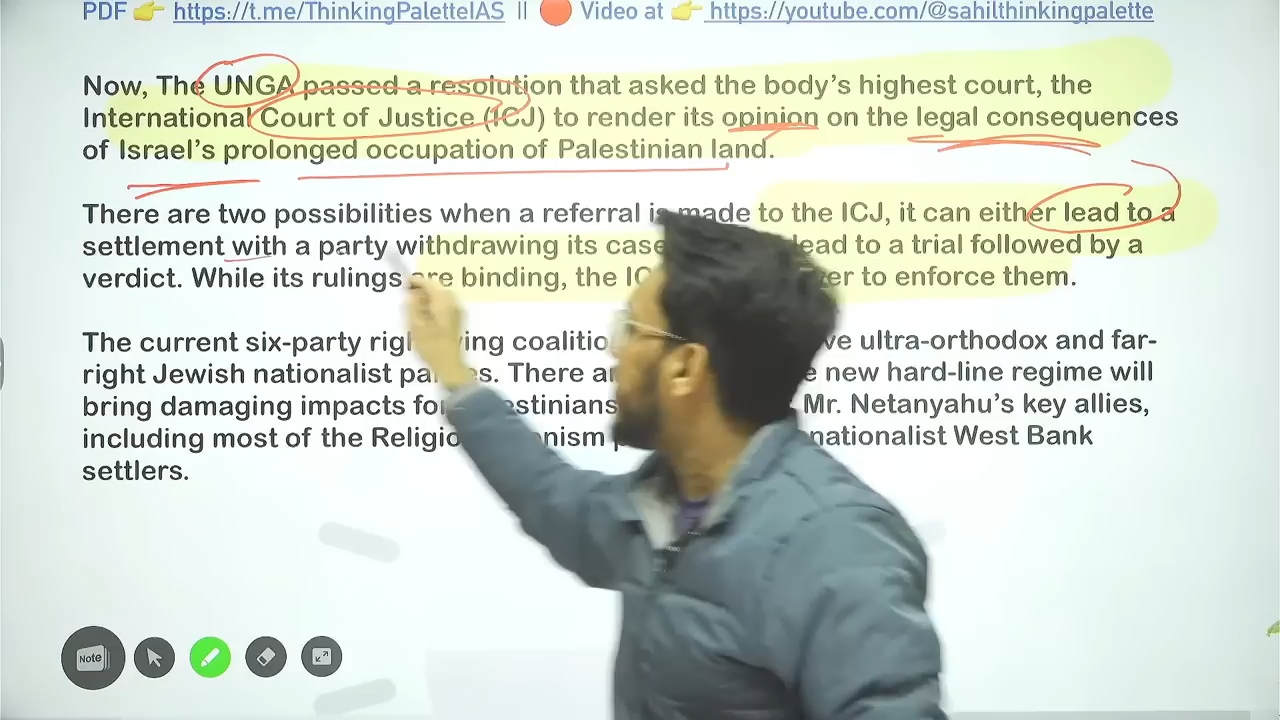 PDF 👉 https://t.me/ThinkingPaletteIAS || 🔴 Video at 👉 https://youtube.com/@sahilthinkingpalette
Now, The UNGA passed a resolution that asked the body's highest court, the
International Court of Justice (ICJ) to render its opinion on the legal consequences
of Israel's prolonged occupation of Palestinian land.
There are two possibilities when a referral is made to the ICJ, it can either lead to a
settlement with a party withdrawing its case lead to a trial followed by a
verdict. While its rulings are binding, the to enforce them.
The current six-party coalitio ultra-orthodox and far-
right Jewish nationalist There new hard-line regime will
bring damaging impacts Mr. Netanyahu's key allies,
including most of the nationalist West Bank
settlers.
Note